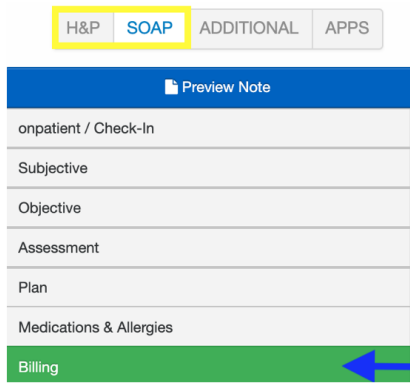 H&P SOAP ADDITIONAL APPS
Preview Note
onpatient / Check-In
Subjective
Objective
Assessment
Plan
Medications & Allergies
Billing